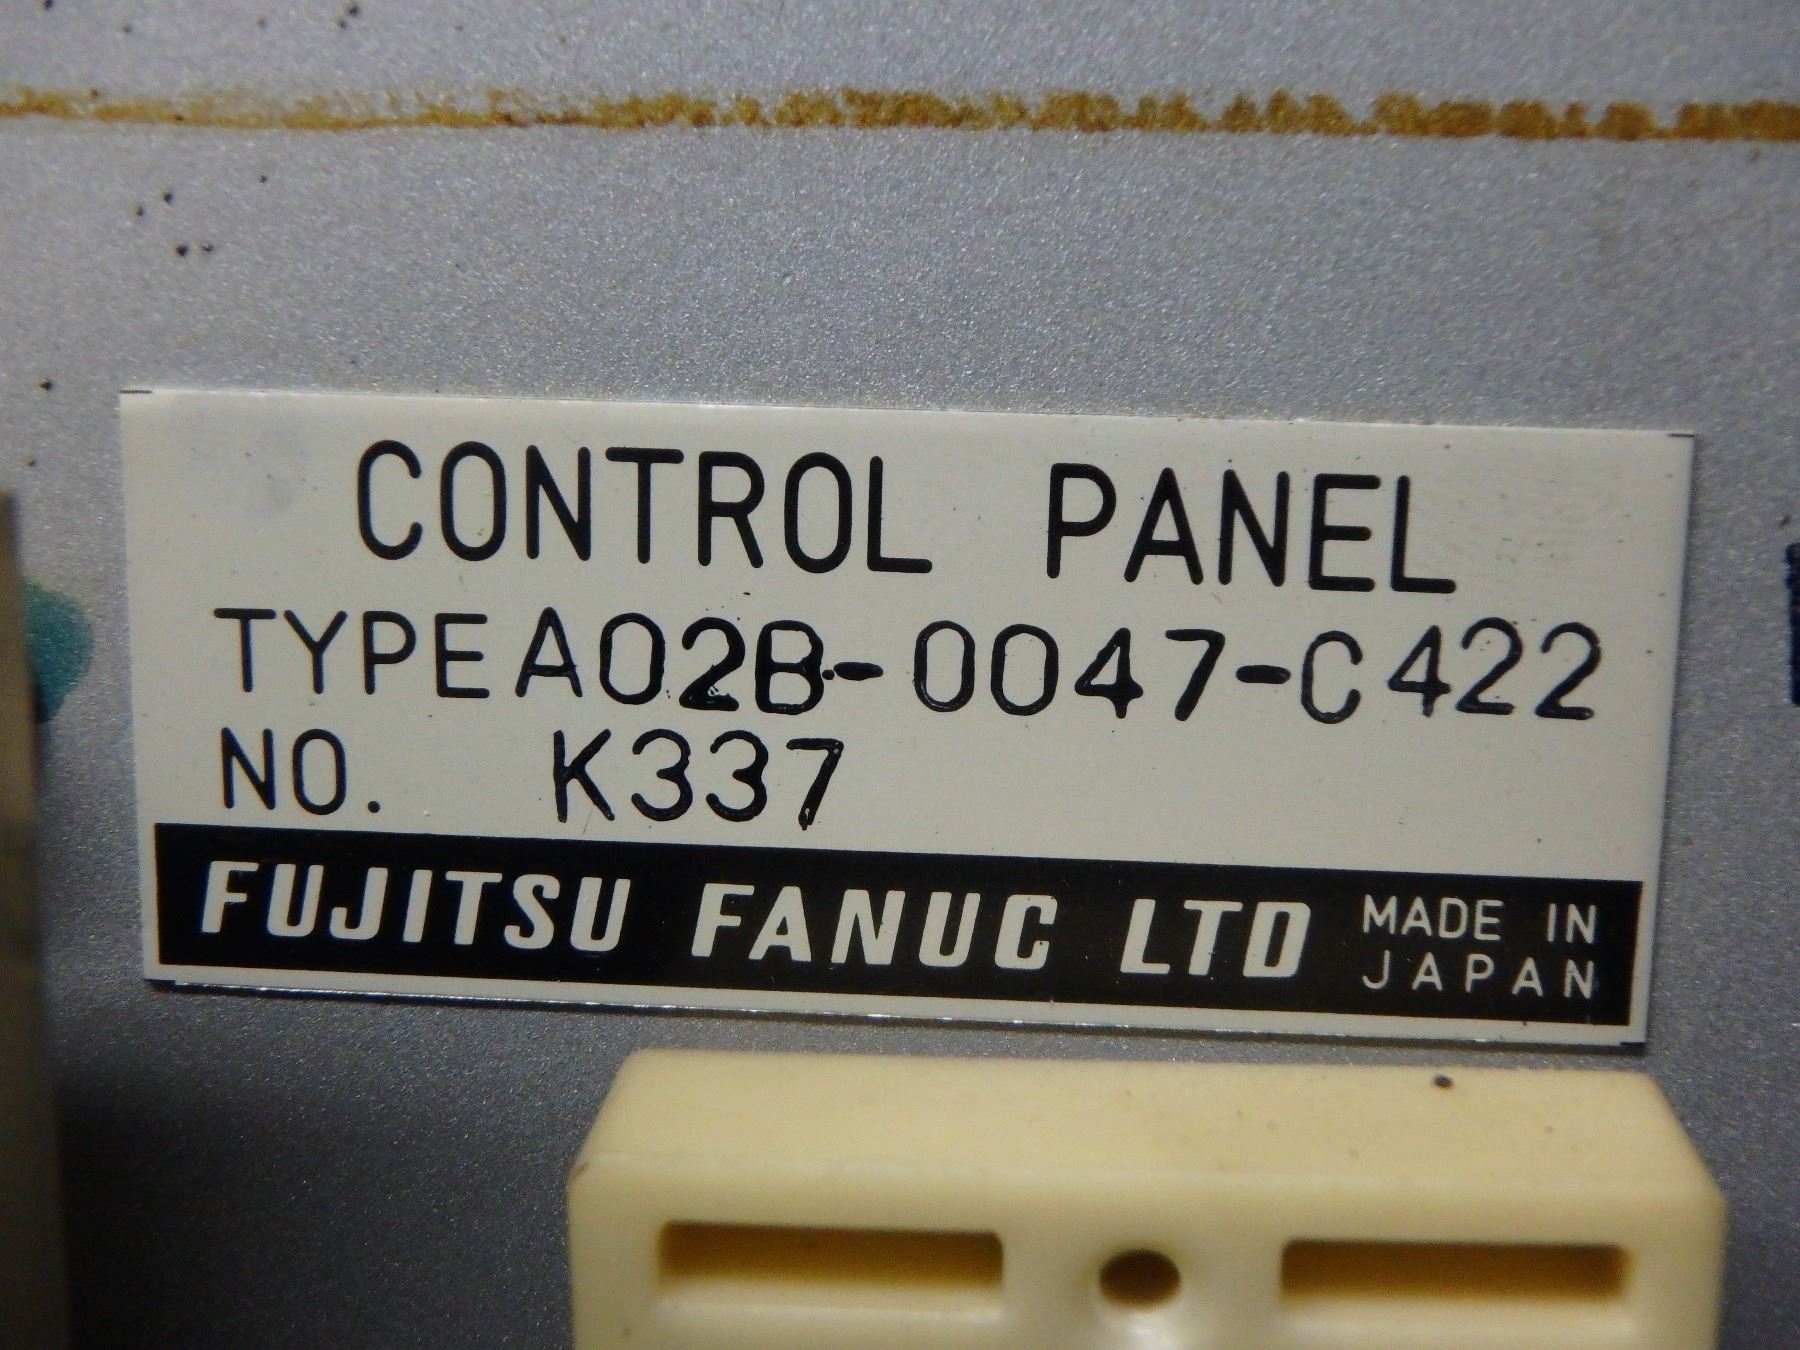 CONTROL PANEL
TYPE A02B-0047-C422
NO. K337
FUJITSU FANUC LTD MADE IN
JAPAN